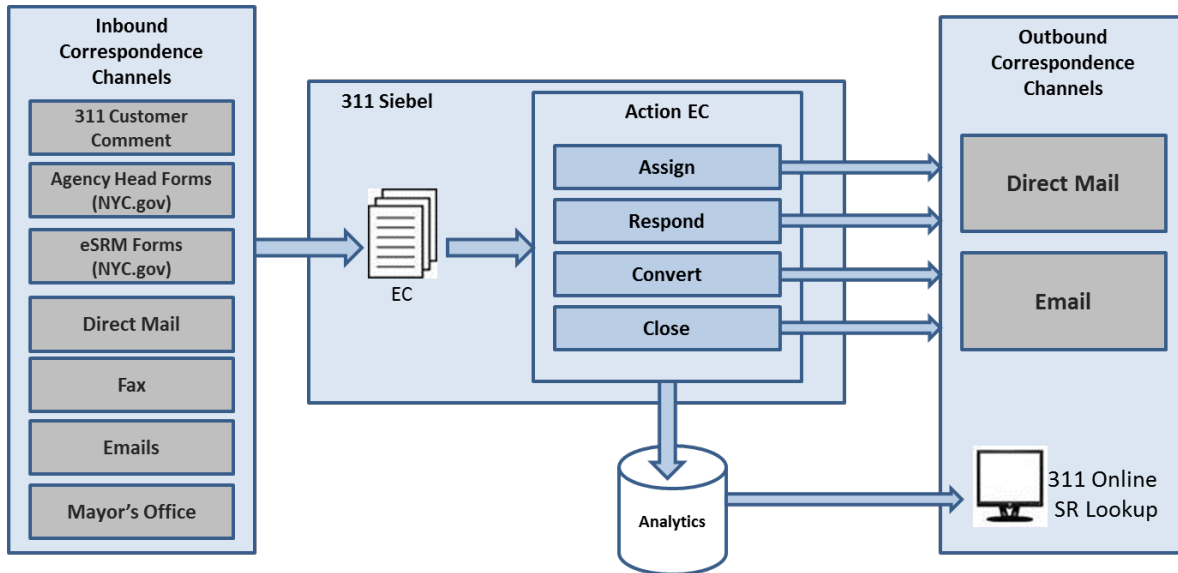 Inbound
Correspondence
Channels
311 Customer
Comment
Agency Head Forms
(NYC.gov)
eSRM Forms
(NYC.gov)
Direct Mail
Fax
Emails
Mayor's Office
311 Siebel
EC
Action EC
Assign
Respond
Convert
Close
Analytics
Outbound
Correspondence
Channels
Direct Mail
Email
311 Online
SR Lookup